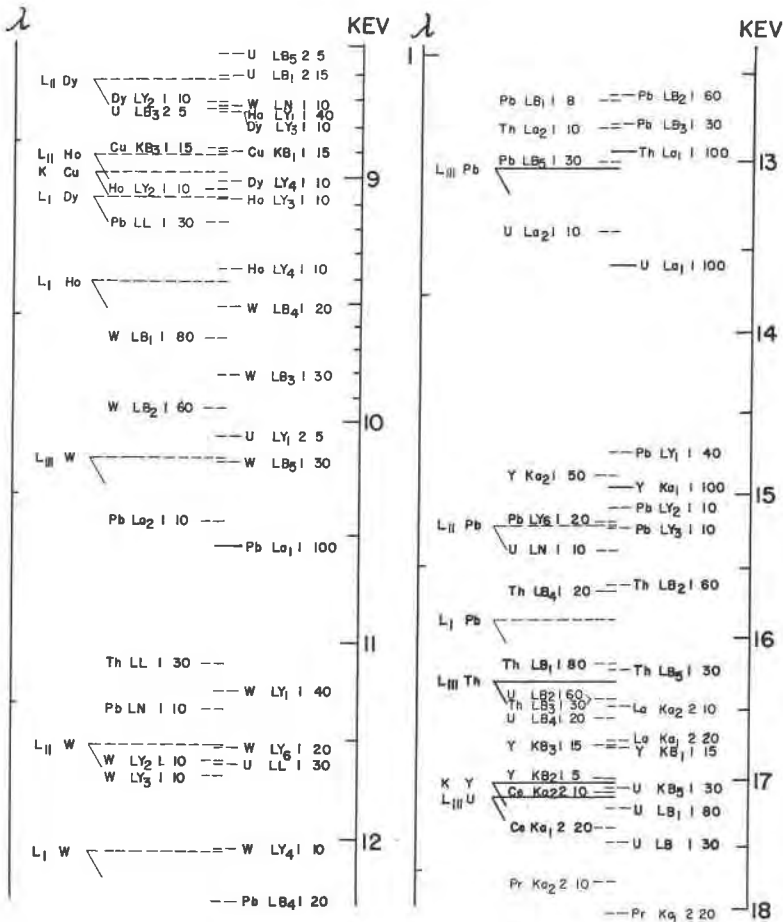 λ KEV
U LB5 2 5
U LB1 2 15
LII Dy
Dy LY2 1 10
W LN 1 10
U LB3 2 5
Ho LY1 1 40
Dy LY3 1 10
Cu KB3 1 15
Cu KB1 1 15
LII Ho
K Cu
9
Dy LY4 1 10
Ho LY2 1 10
LI Dy
Ho LY3 1 10
Pb LL 1 30
Ho LY4 1 10
LI Ho
W LB4 1 20
W LB1 1 80
W LB3 1 30
W LB2 1 60
10
U LY1 2 5
LIII W
W LB5 1 30
Pb La2 1 10
Pb La1 1 100
11
Th LL 1 30
W LY1 1 40
Pb LN 1 10
LII W
W LY6 1 20
W LY2 1 10
U LL 1 30
W LY3 1 10
12
LI W
W LY4 1 10
Pb LB4 1 20
λ KEV
1
Pb LB1 1 8
Pb LB2 1 60
Th La2 1 10
Pb LB3 1 30
Th La1 1 100
Pb LB5 1 30
13
LIII Pb
U La2 1 10
U La1 1 100
14
Pb LY1 1 40
Y Ka2 1 50
Y Ka1 1 100
15
Pb LY2 1 10
Pb LY6 1 20
LII Pb
Pb LY3 1 10
U LN 1 10
Th LB2 1 60
Th LB4 1 20
LI Pb
16
Th LB1 1 80
Th LB5 1 30
LIII Th
U LB2 1 60
Th LB3 1 30
La Ka2 2 10
U LB4 1 20
La Ka1 2 20
Y KB3 1 15
Y KB1 1 15
Y KB2 1 5
17
K Y
Ce Ka2 2 10
U KB5 1 30
LIII U
U LB1 1 80
Ce Ka1 2 20
U LB 1 30
Pr Ka2 2 10
Pr Ka1 2 20
18